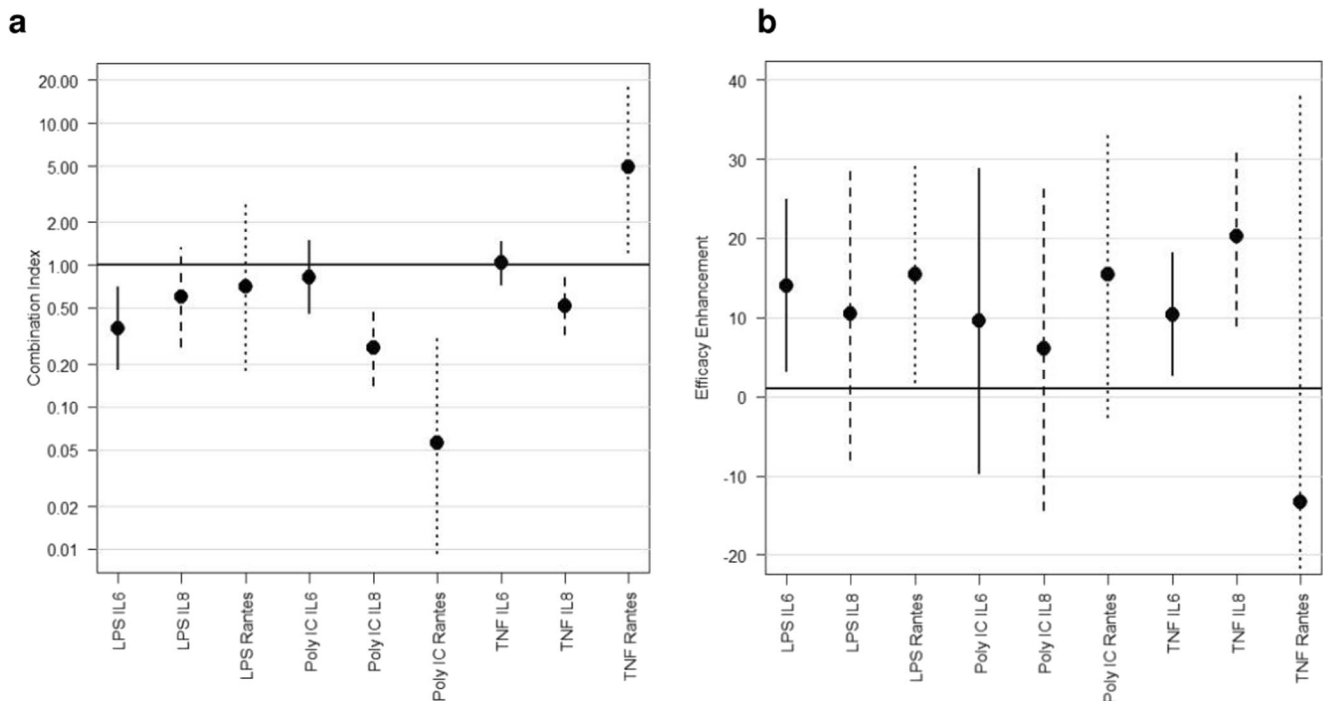 a
b
Combination Index
20.00
10.00
5.00
2.00
1.00
0.50
0.20
0.10
0.05
0.02
0.01
LPS IL6
LPS IL8
LPS Rantes
Poly IC IL6
Poly IC IL8
Poly IC Rantes
TNF IL6
TNF IL8
TNF Rantes
Efficacy Enhancement
40
30
20
10
0
-10
-20
LPS IL6
LPS IL8
LPS Rantes
Poly IC IL6
Poly IC IL8
Poly IC Rantes
TNF IL6
TNF IL8
TNF Rantes